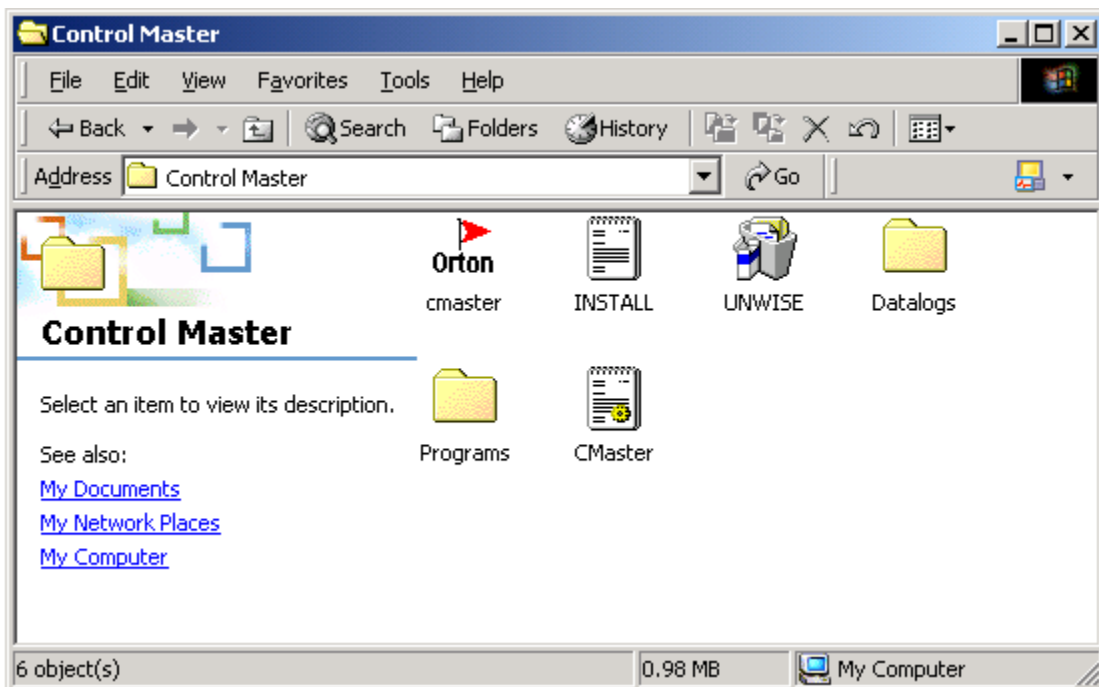 Control Master
File Edit View Favorites Tools Help
Back Search Folders History
Address Control Master Go
Orton
cmaster INSTALL UNWISE Datalogs
Control Master
Select an item to view its description.
Programs CMaster
See also:
My Documents
My Network Places
My Computer
6 object(s) 0.98 MB My Computer